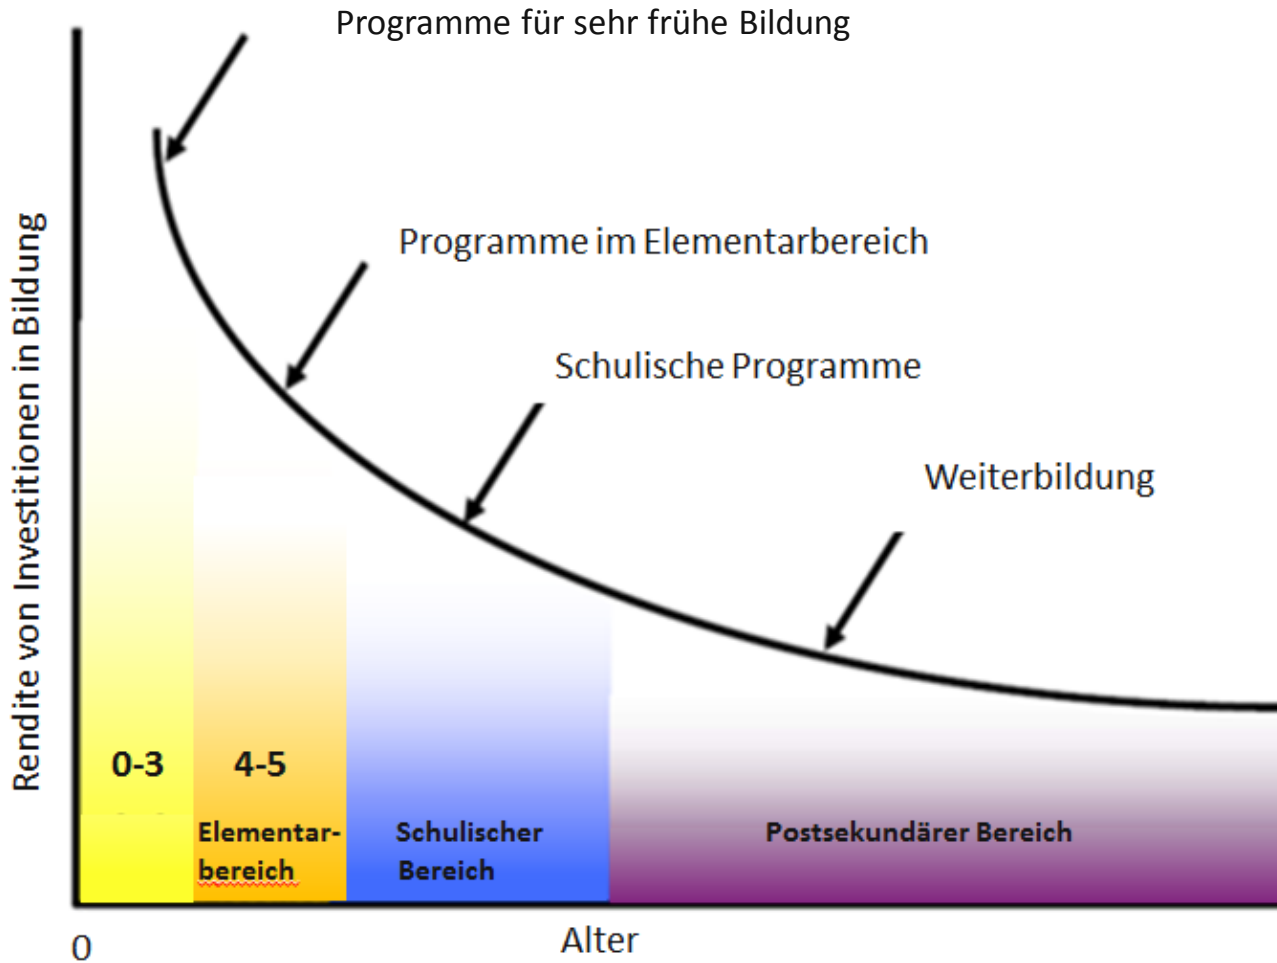 Programme für sehr frühe Bildung
Programme im Elementarbereich
Schulische Programme
Weiterbildung
Rendite von Investitionen in Bildung
0-3
4-5
Elementar-
bereich
Schulischer
Bereich
Postsekundärer Bereich
0
Alter